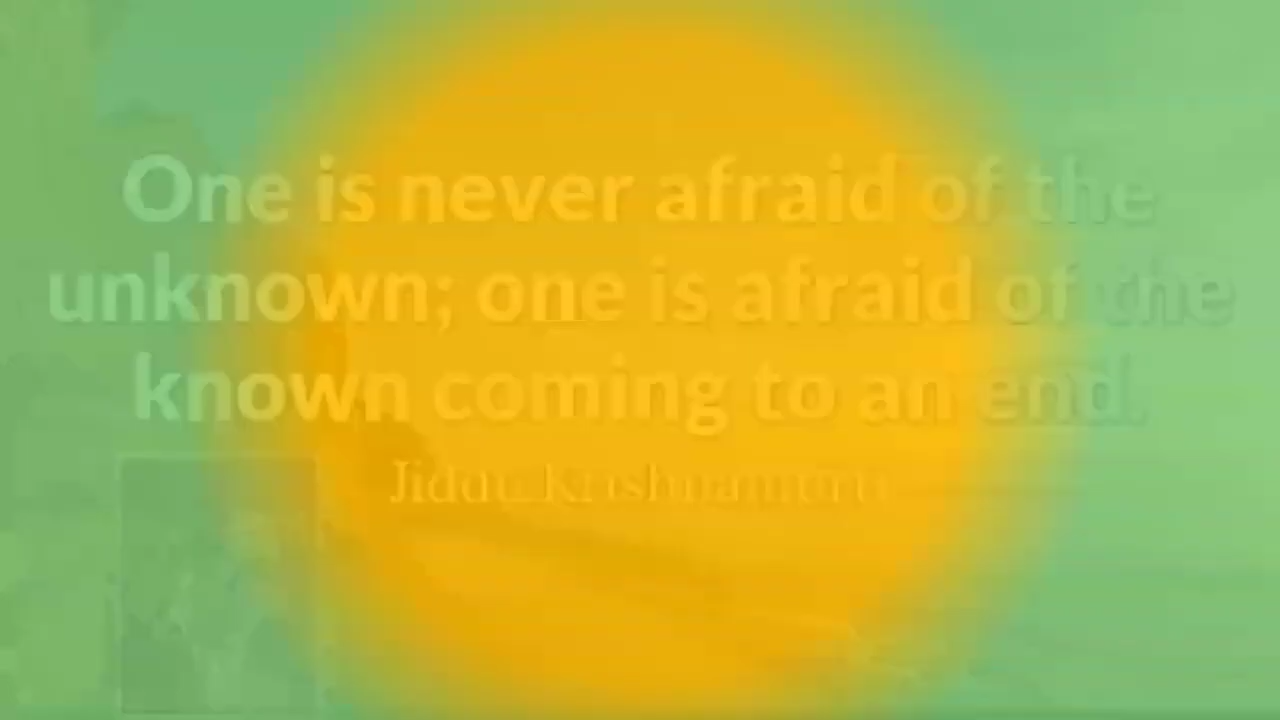 One is never afraid of the
unknown; one is afraid of the
known coming to an end.
Jiddu Krishnamurti